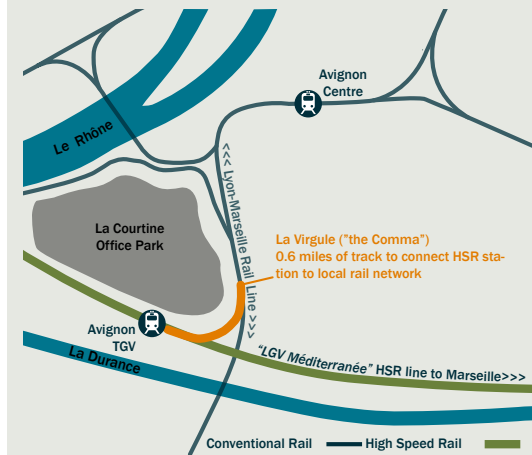 Avignon
Centre
Le Rhône
<<< Lyon-Marseille Rail Line >>>
La Courtine
Office Park
La Virgule ("the Comma")
0.6 miles of track to connect HSR sta-
tion to local rail network
Avignon
TGV
La Durance
"LGV Méditerranée" HSR line to Marseille>>>
Conventional Rail High Speed Rail